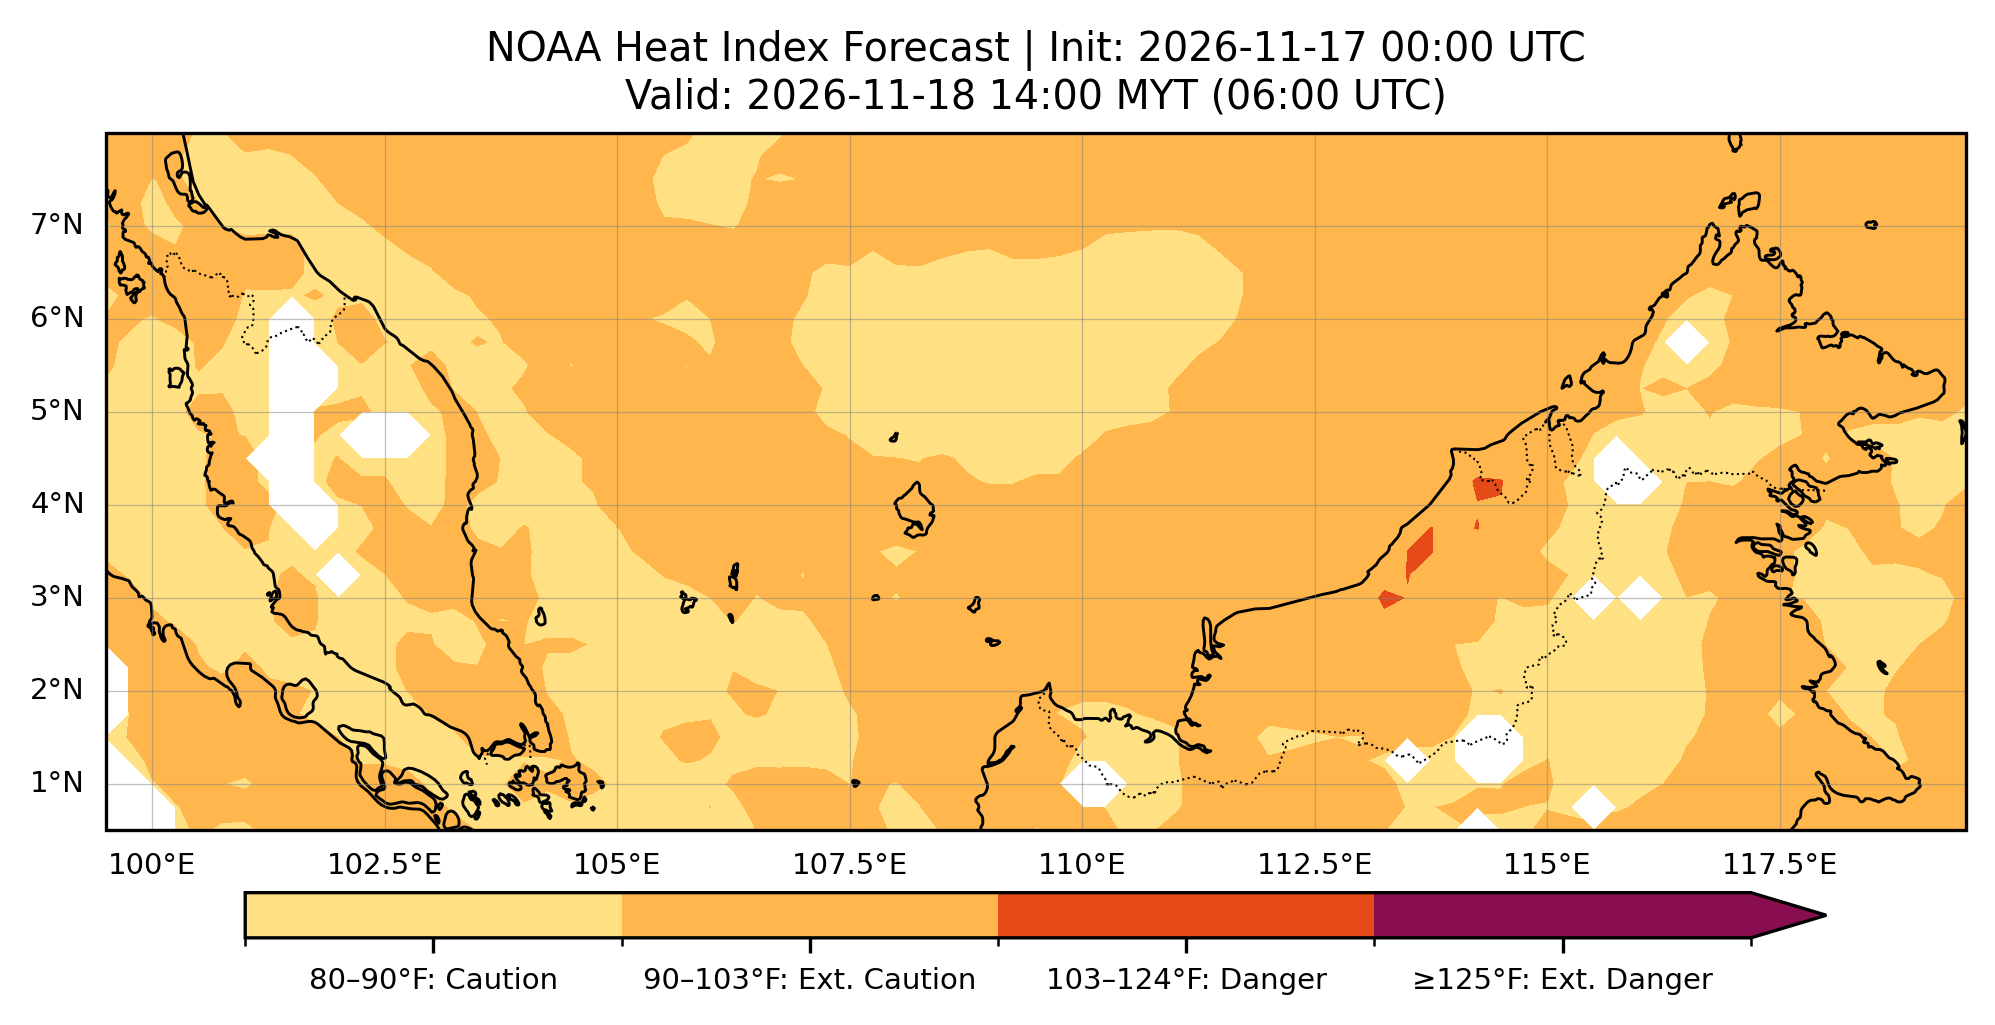 NOAA Heat Index Forecast | Init: 2026-11-17 00:00 UTC
Valid: 2026-11-18 14:00 MYT (06:00 UTC)
7°N
6°N
5°N
4°N
3°N
2°N
1°N
100°E
102.5°E
105°E
107.5°E
110°E
112.5°E
115°E
117.5°E
80–90°F: Caution
90–103°F: Ext. Caution
103–124°F: Danger
≥125°F: Ext. Danger